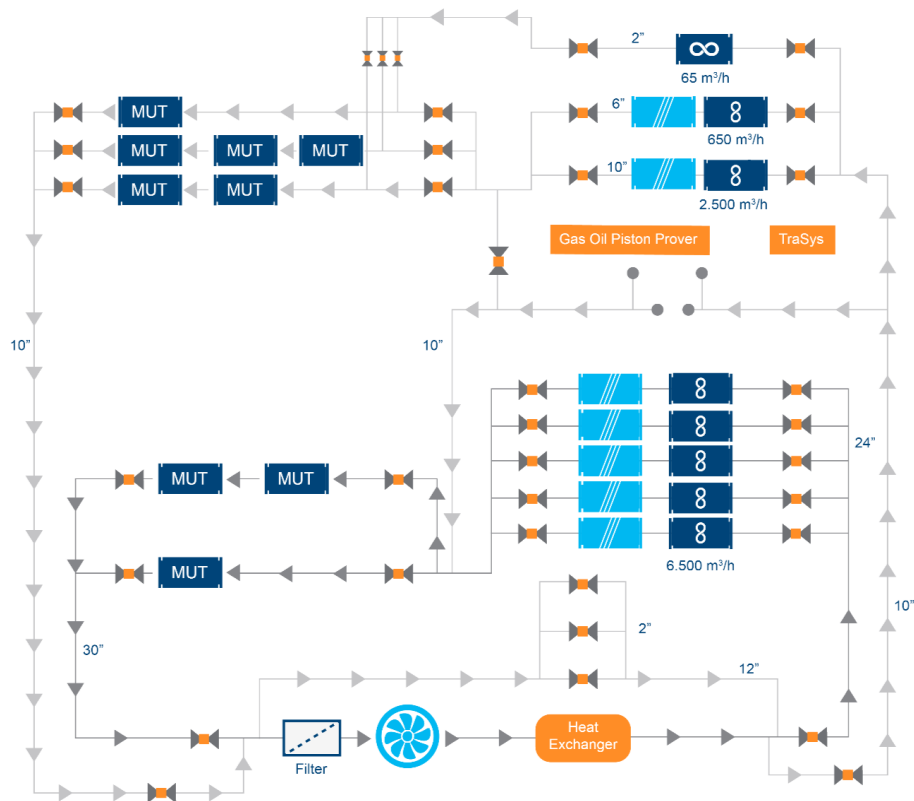 2”
65 m³/h
MUT
6”
650 m³/h
MUT
MUT
MUT
MUT
MUT
10”
2.500 m³/h
Gas Oil Piston Prover
TraSys
10”
10”
24”
MUT
MUT
MUT
6.500 m³/h
10”
2”
30”
12”
Heat
Exchanger
Filter